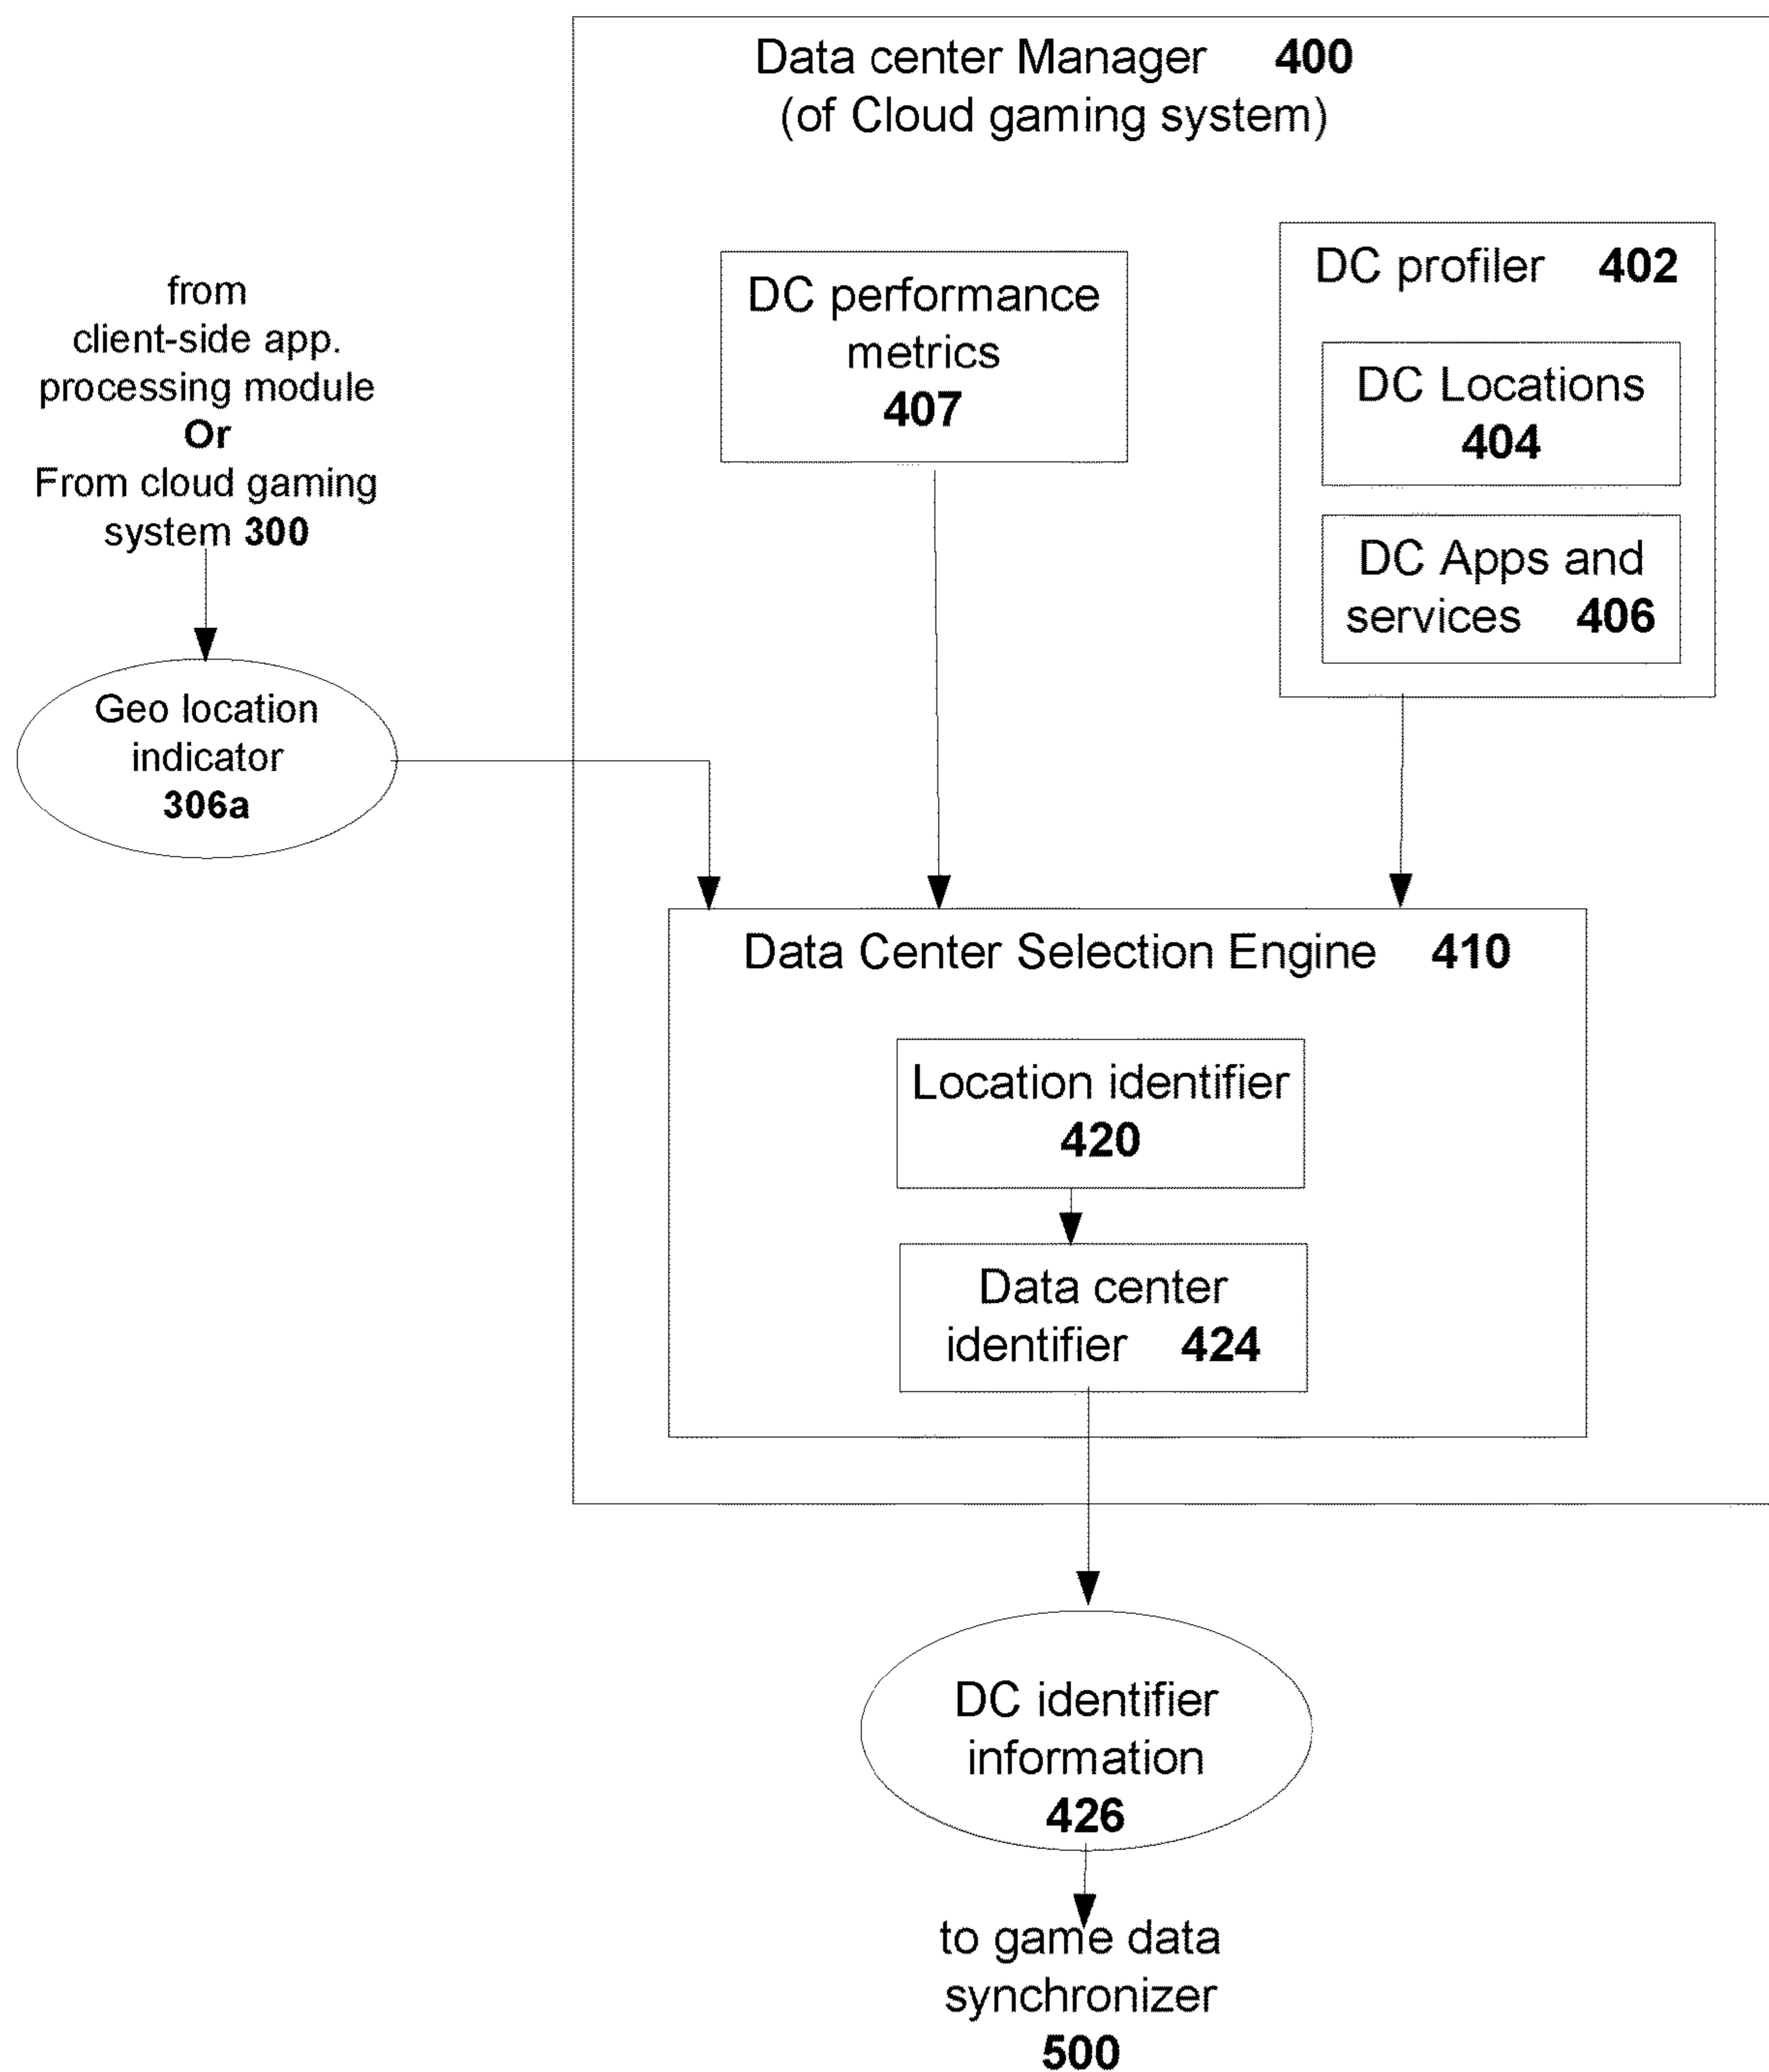 Data center Manager 400
(of Cloud gaming system)
from
client-side app.
processing module
Or
From cloud gaming
system 300
Geo location
indicator
306a
DC performance
metrics
407
DC profiler 402
DC Locations
404
DC Apps and
services 406
Data Center Selection Engine 410
Location identifier
420
Data center
identifier 424
DC identifier
information
426
to game data
synchronizer
500